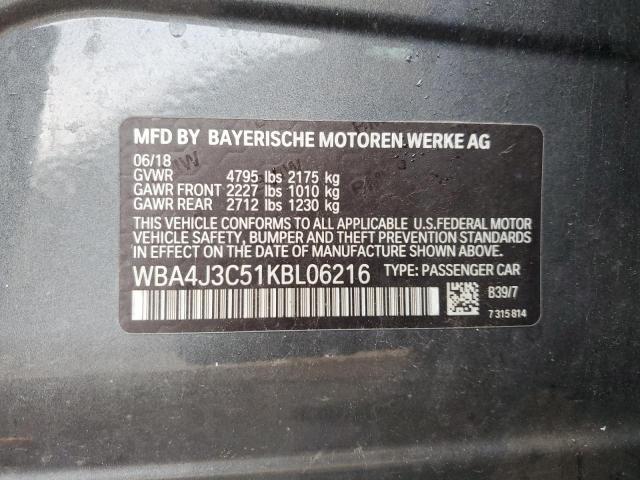 MFD BY BAYERISCHE MOTOREN WERKE AG
06/18
GVWR 4795 lbs 2175 kg
GAWR FRONT 2227 lbs 1010 kg
GAWR REAR 2712 lbs 1230 kg
THIS VEHICLE CONFORMS TO ALL APPLICABLE U.S.FEDERAL MOTOR
VEHICLE SAFETY, BUMPER AND THEFT PREVENTION STANDARDS
IN EFFECT ON THE DATE OF MANUFACTURE SHOWN ABOVE.
WBA4J3C51KBL06216 TYPE: PASSENGER CAR
B39/7
7 315 814